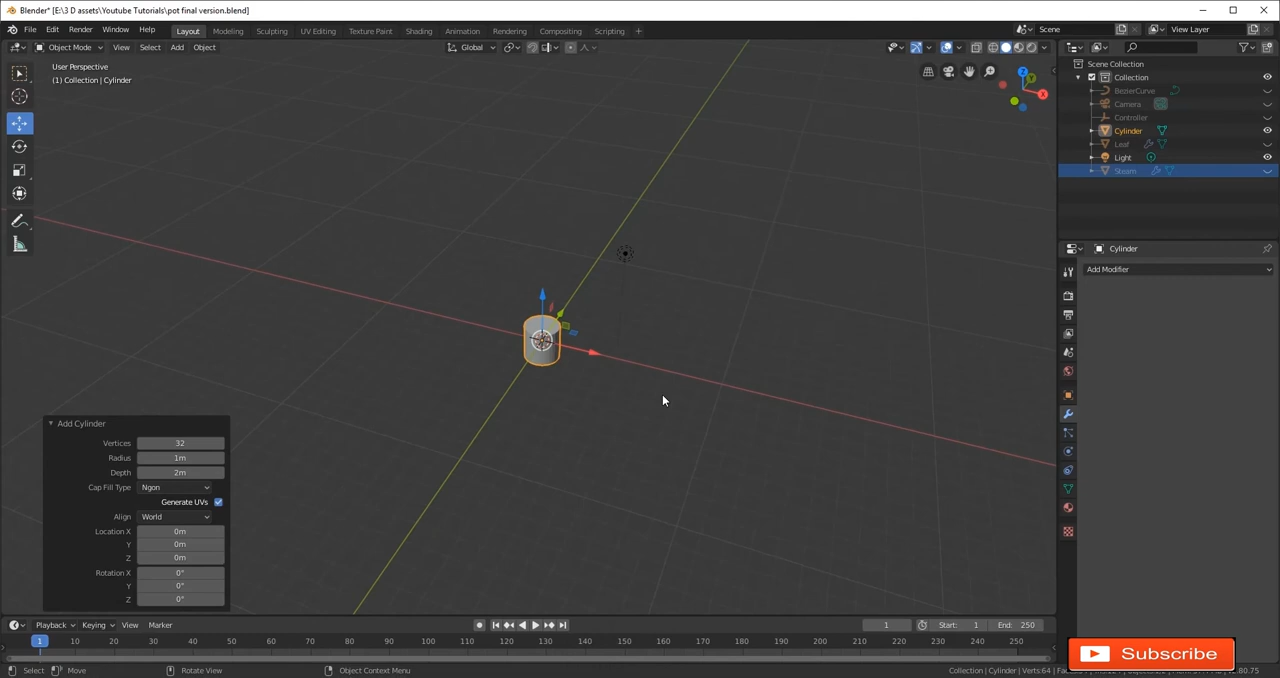 Blender* [E:\3 D assets\Youtube Tutorials\pot final version.blend]
File Edit Render Window Help Layout Modeling Sculpting UV Editing Texture Paint Shading Animation Rendering Compositing Scripting + Scene View Layer
Object Mode View Select Add Object Global
User Perspective
(1) Collection | Cylinder
Z
Y
X
Scene Collection
Collection
BezierCurve
Camera
Controller
Cylinder
Leaf
Light
Steam
Cylinder
Add Modifier
Add Cylinder
Vertices 32
Radius 1m
Depth 2m
Cap Fill Type Ngon
Generate UVs
Align World
Location X 0m
Y 0m
Z 0m
Rotation X 0°
Y 0°
Z 0°
Playback Keying View Marker 1 Start: 1 End: 250
1 10 20 30 40 50 60 70 80 90 100 110 120 130 140 150 160 170 180 190 200 210 220 230 240 250
Subscribe
Select Move Rotate View Object Context Menu Collection | Cylinder | Verts:64